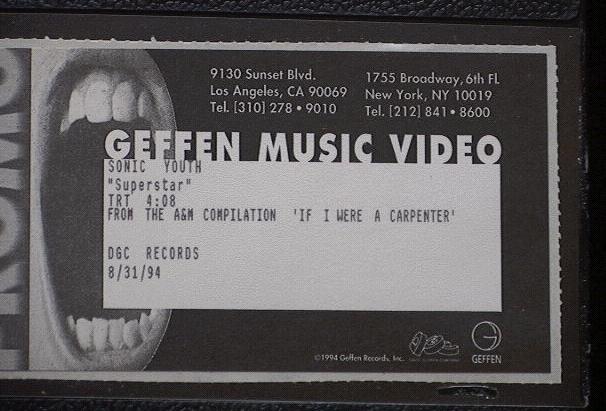 PROMO
9130 Sunset Blvd.
Los Angeles, CA 90069
Tel. [310] 278 • 9010
1755 Broadway, 6th Fl.
New York, NY 10019
Tel. [212] 841 • 8600
GEFFEN MUSIC VIDEO
SONIC YOUTH
"Superstar"
TRT 4:08
FROM THE A&M COMPILATION 'IF I WERE A CARPENTER'
DGC RECORDS
8/31/94
©1994 Geffen Records, Inc.
GEFFEN